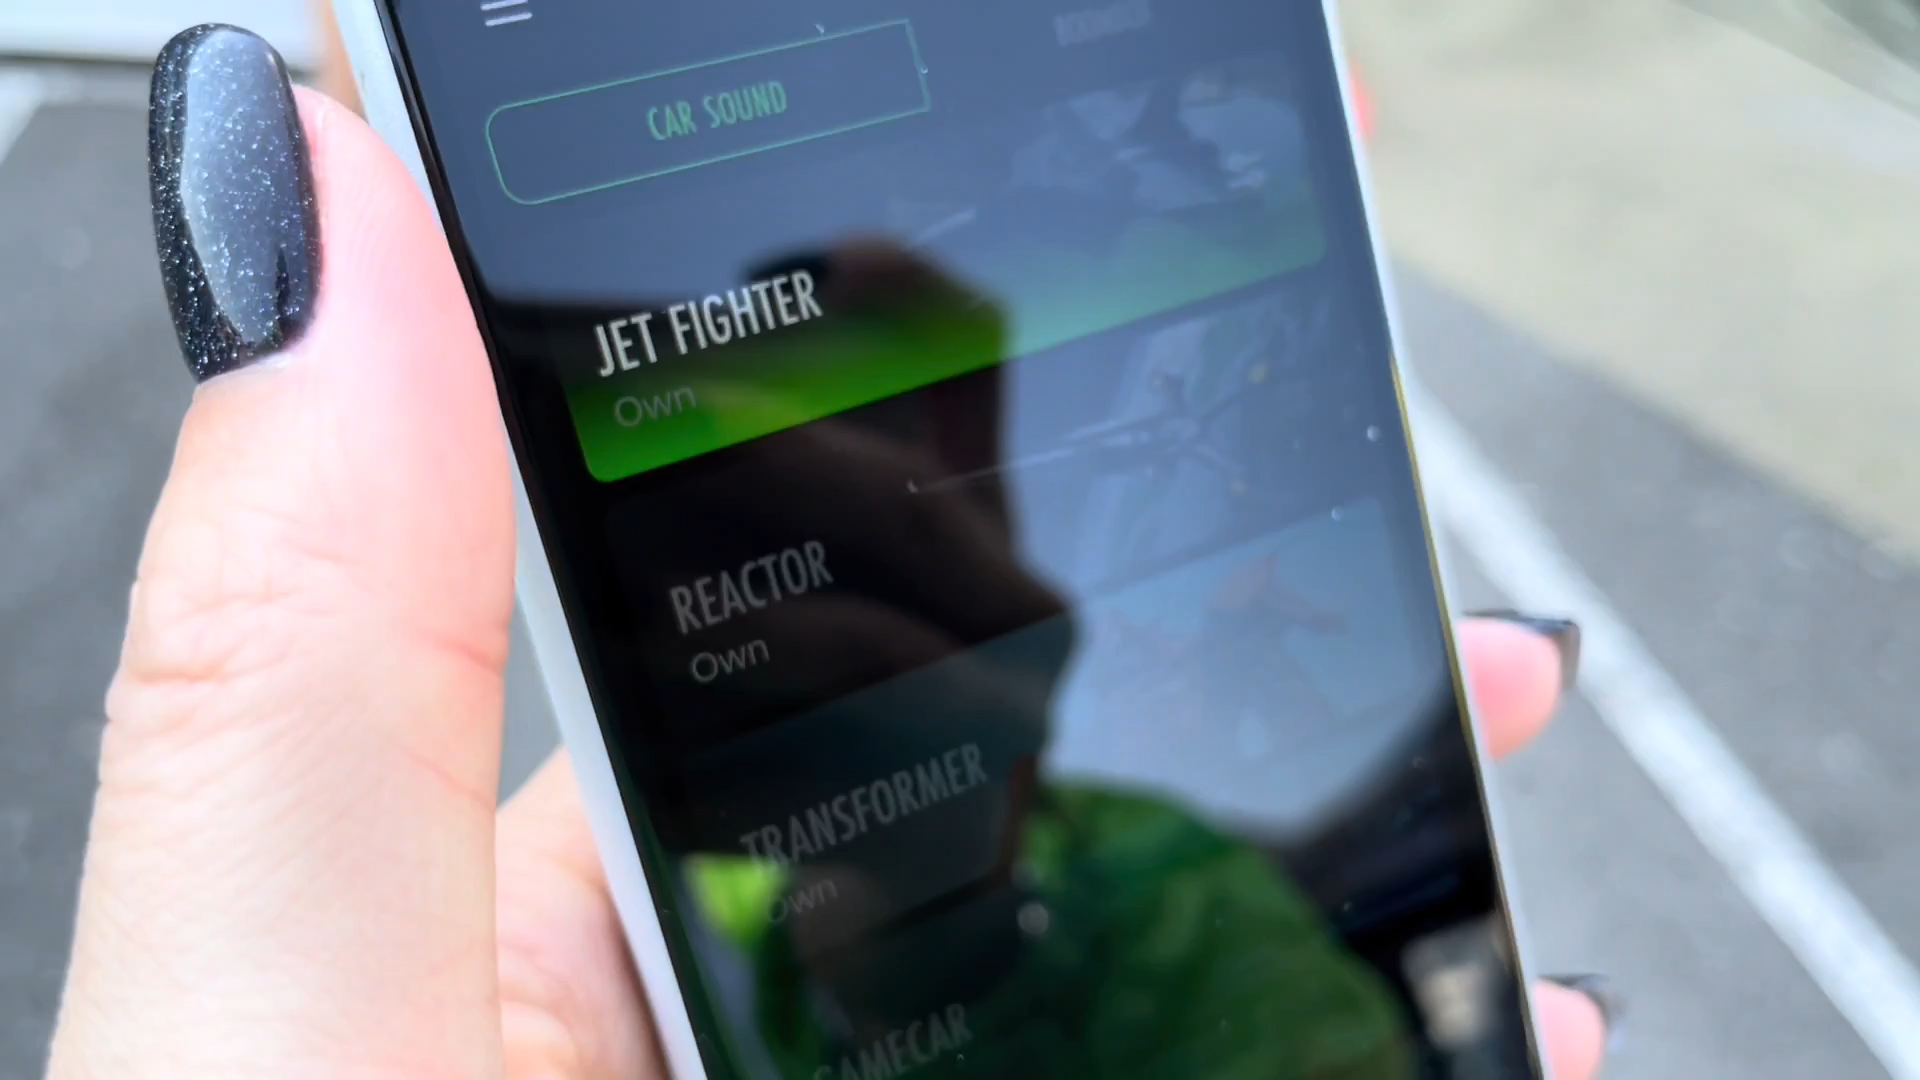 CAR SOUND
JET FIGHTER
Own
REACTOR
Own
TRANSFORMER
Own
GAMECAR